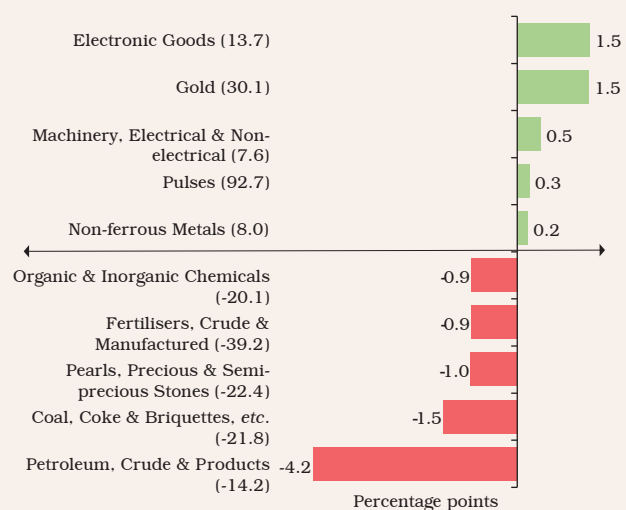 Electronic Goods (13.7)
1.5
Gold (30.1)
1.5
Machinery, Electrical & Non-
electrical (7.6)
0.5
Pulses (92.7)
0.3
Non-ferrous Metals (8.0)
0.2
Organic & Inorganic Chemicals
(-20.1)
-0.9
Fertilisers, Crude &
Manufactured (-39.2)
-0.9
Pearls, Precious & Semi-
precious Stones (-22.4)
-1.0
Coal, Coke & Briquettes, etc.
(-21.8)
-1.5
Petroleum, Crude & Products
(-14.2)
-4.2
Percentage points